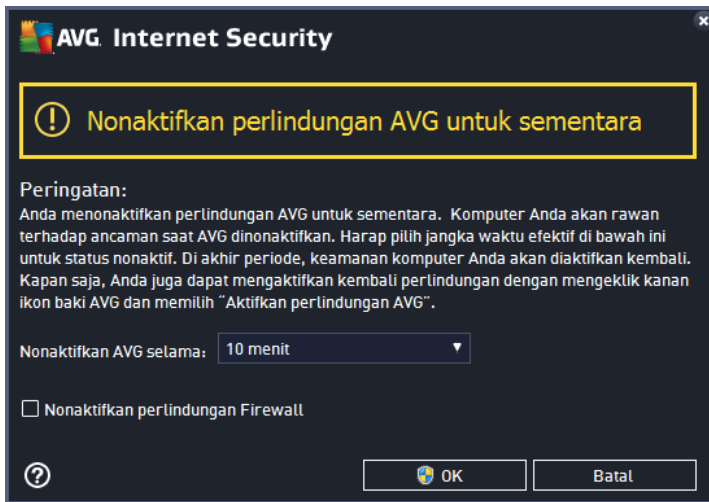 AVG. Internet Security
Nonaktifkan perlindungan AVG untuk sementara
Peringatan:
Anda menonaktifkan perlindungan AVG untuk sementara. Komputer Anda akan rawan
terhadap ancaman saat AVG dinonaktifkan. Harap pilih jangka waktu efektif di bawah ini
untuk status nonaktif. Di akhir periode, keamanan komputer Anda akan diaktifkan kembali.
Kapan saja, Anda juga dapat mengaktifkan kembali perlindungan dengan mengeklik kanan
ikon baki AVG dan memilih “Aktifkan perlindungan AVG”.
Nonaktifkan AVG selama: 10 menit
Nonaktifkan perlindungan Firewall
OK Batal